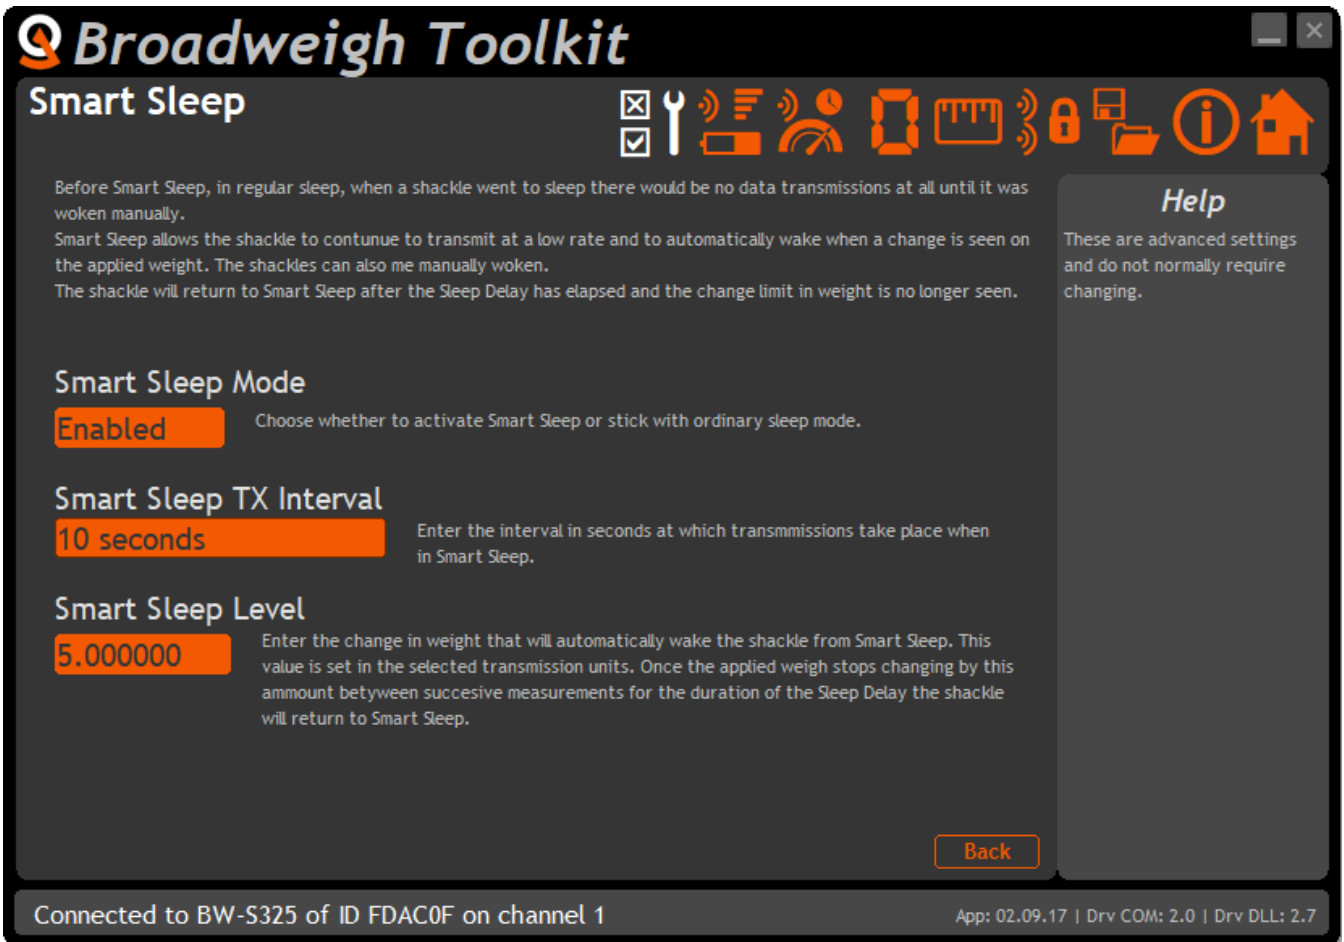 Broadweigh Toolkit
Smart Sleep
Before Smart Sleep, in regular sleep, when a shackle went to sleep there would be no data transmissions at all until it was
woken manually.
Smart Sleep allows the shackle to contunue to transmit at a low rate and to automatically wake when a change is seen on
the applied weight. The shackles can also me manually woken.
The shackle will return to Smart Sleep after the Sleep Delay has elapsed and the change limit in weight is no longer seen.
Smart Sleep Mode
Enabled
Choose whether to activate Smart Sleep or stick with ordinary sleep mode.
Smart Sleep TX Interval
10 seconds
Enter the interval in seconds at which transmmissions take place when
in Smart Sleep.
Smart Sleep Level
5.000000
Enter the change in weight that will automatically wake the shackle from Smart Sleep. This
value is set in the selected transmission units. Once the applied weigh stops changing by this
ammount betyween succesive measurements for the duration of the Sleep Delay the shackle
will return to Smart Sleep.
Back
Help
These are advanced settings
and do not normally require
changing.
Connected to BW-S325 of ID FDAC0F on channel 1
App: 02.09.17 | Drv COM: 2.0 | Drv DLL: 2.7